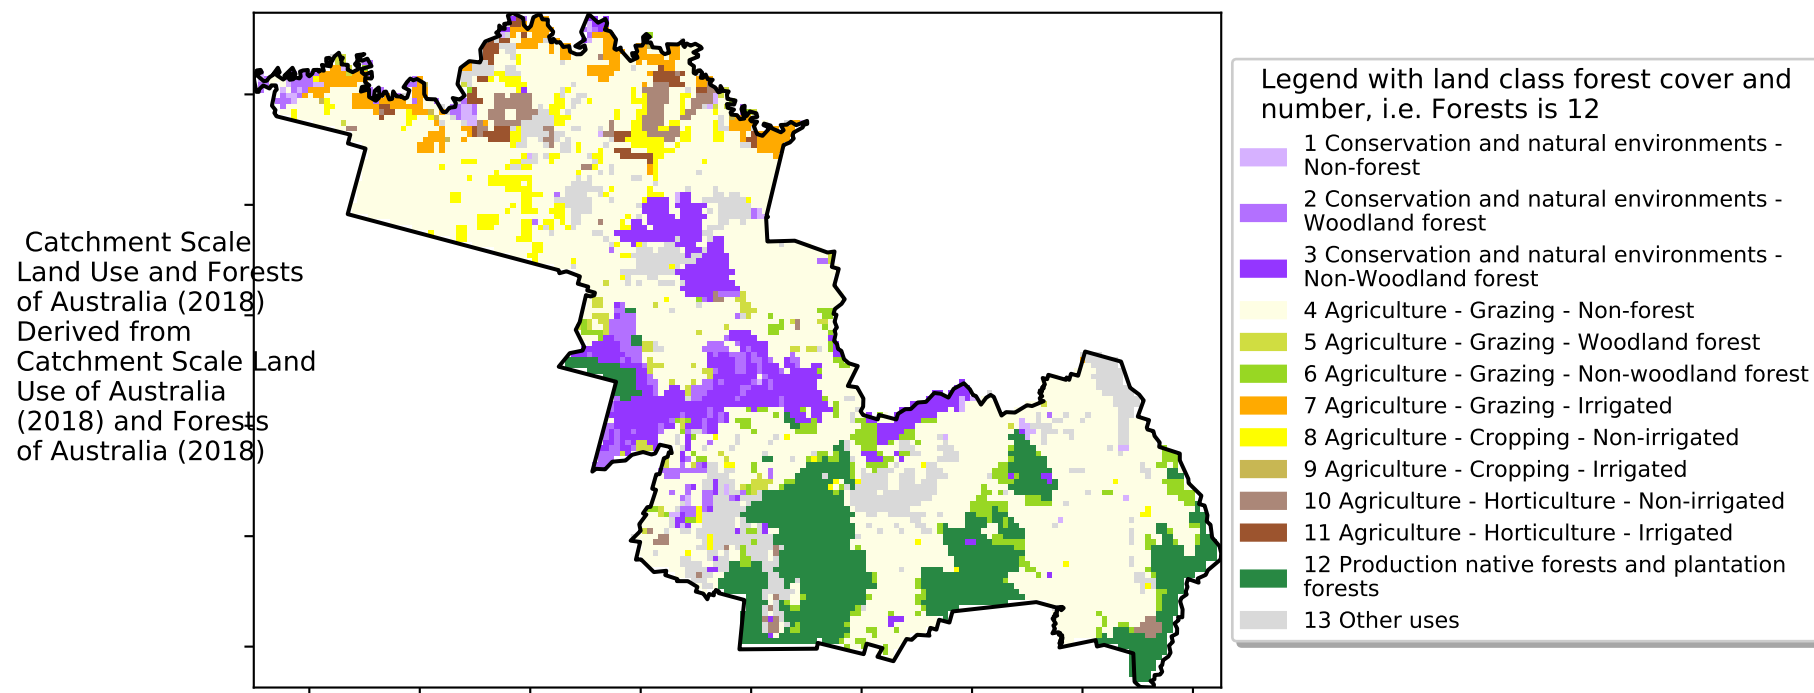 Catchment Scale
Land Use and Forests
of Australia (2018)
Derived from
Catchment Scale Land
Use of Australia
(2018) and Forests
of Australia (2018)
Legend with land class forest cover and
number, i.e. Forests is 12
1 Conservation and natural environments -
Non-forest
2 Conservation and natural environments -
Woodland forest
3 Conservation and natural environments -
Non-Woodland forest
4 Agriculture - Grazing - Non-forest
5 Agriculture - Grazing - Woodland forest
6 Agriculture - Grazing - Non-woodland forest
7 Agriculture - Grazing - Irrigated
8 Agriculture - Cropping - Non-irrigated
9 Agriculture - Cropping - Irrigated
10 Agriculture - Horticulture - Non-irrigated
11 Agriculture - Horticulture - Irrigated
12 Production native forests and plantation
forests
13 Other uses